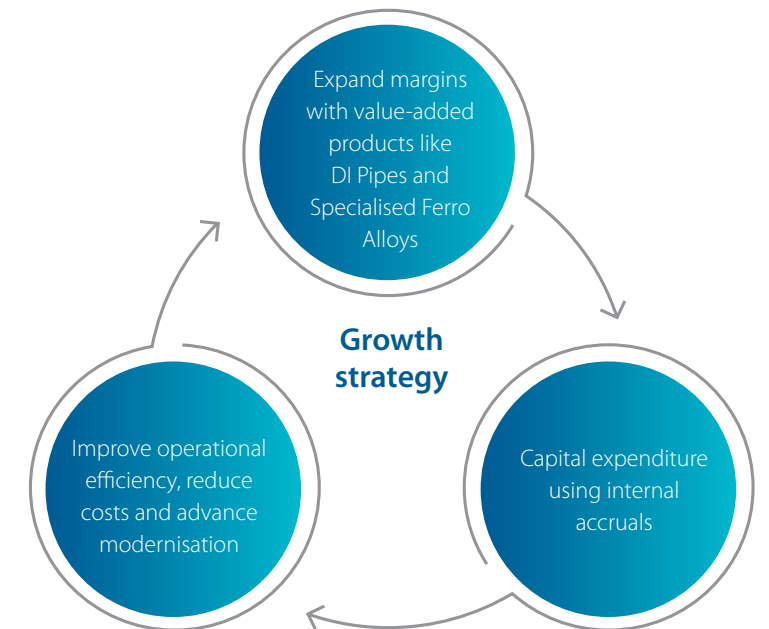 Expand margins
with value-added
products like
DI Pipes and
Specialised Ferro
Alloys
Growth
strategy
Improve operational
efficiency, reduce
costs and advance
modernisation
Capital expenditure
using internal
accruals